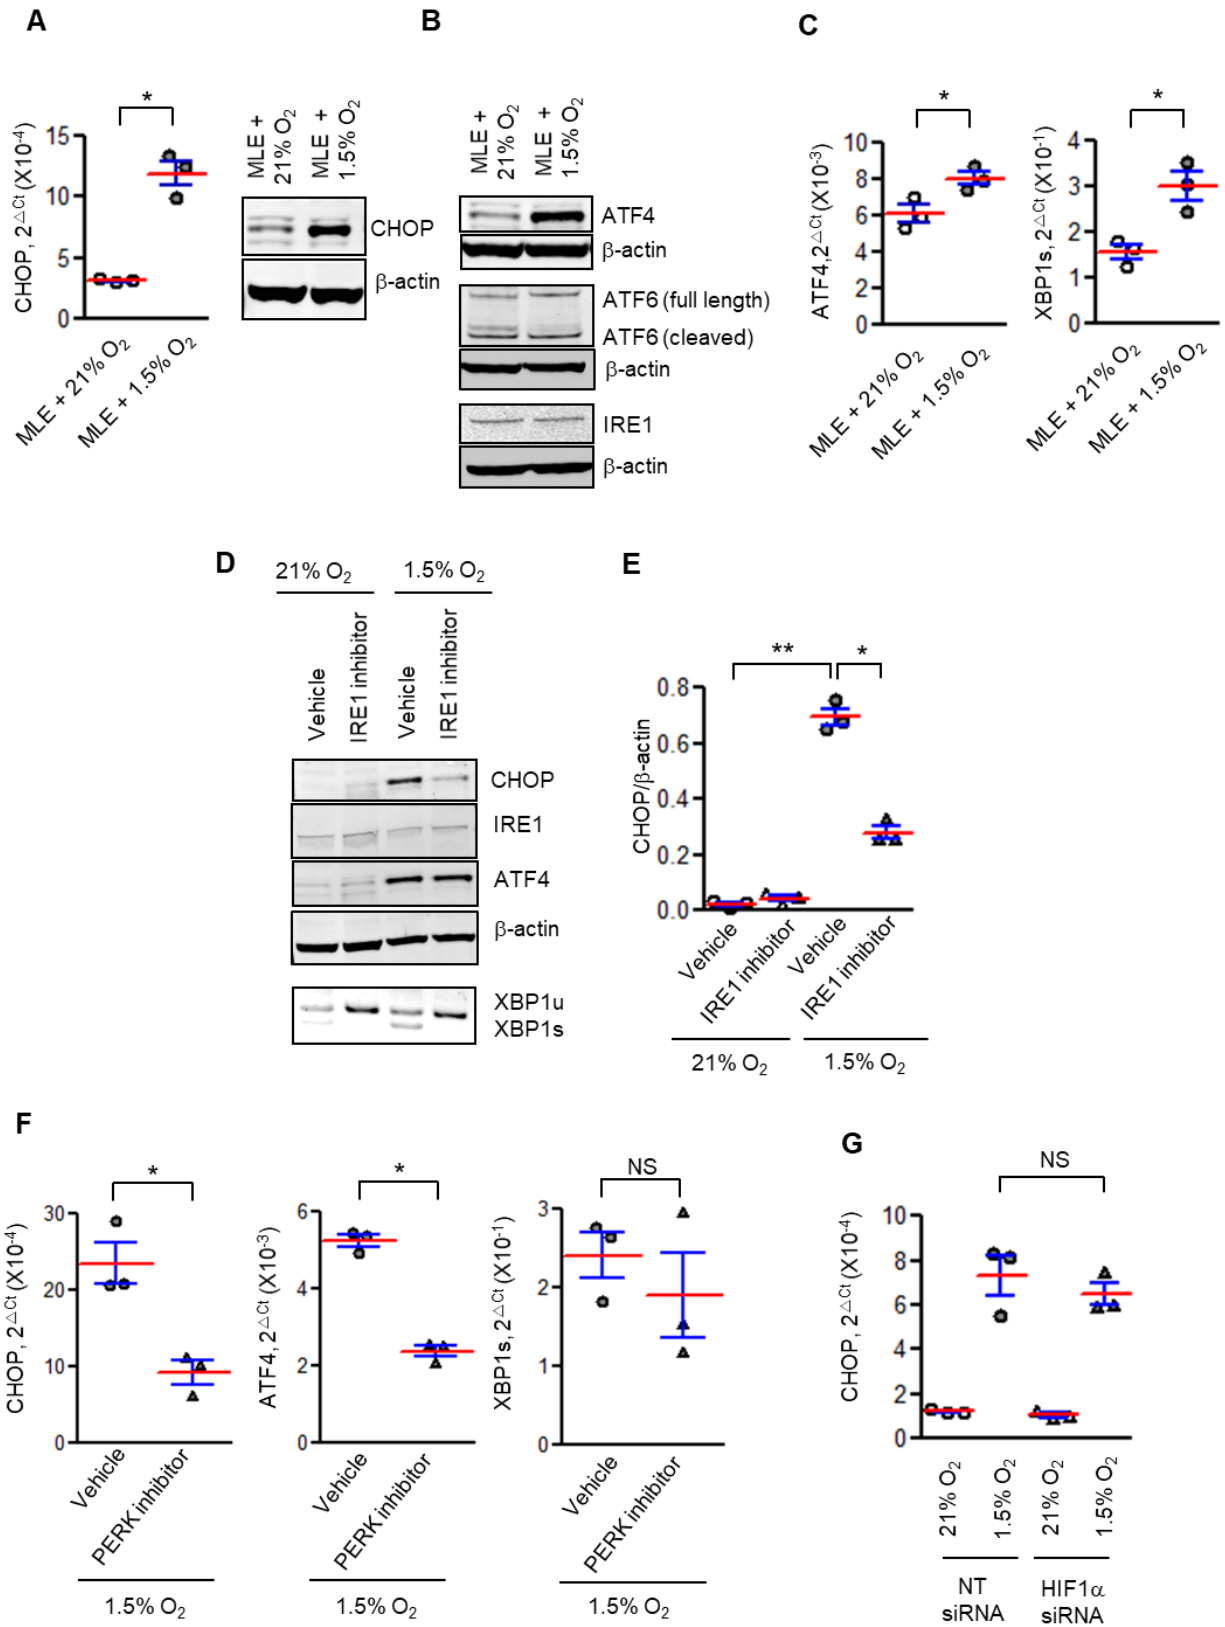 A
CHOP, 2△Ct (X10-4)
15
10
5
0
*
MLE + 21% O2
MLE + 1.5% O2
MLE +
21% O2
MLE +
1.5% O2
CHOP
β-actin
B
MLE +
21% O2
MLE +
1.5% O2
ATF4
β-actin
ATF6 (full length)
ATF6 (cleaved)
β-actin
IRE1
β-actin
C
ATF4, 2△Ct (X10-3)
10
8
6
4
2
0
*
MLE + 21% O2
MLE + 1.5% O2
XBP1s, 2△Ct (X10-1)
4
3
2
1
0
*
MLE + 21% O2
MLE + 1.5% O2
D
21% O2
1.5% O2
Vehicle
IRE1 inhibitor
Vehicle
IRE1 inhibitor
CHOP
IRE1
ATF4
β-actin
XBP1u
XBP1s
E
CHOP/β-actin
0.8
0.6
0.4
0.2
0.0
**
*
Vehicle
IRE1 inhibitor
Vehicle
IRE1 inhibitor
21% O2
1.5% O2
F
CHOP, 2△Ct (X10-4)
30
20
10
0
*
Vehicle
PERK inhibitor
1.5% O2
ATF4, 2△Ct (X10-3)
6
4
2
0
*
Vehicle
PERK inhibitor
1.5% O2
XBP1s, 2△Ct (X10-1)
3
2
1
0
NS
Vehicle
PERK inhibitor
1.5% O2
G
CHOP, 2△Ct (X10-4)
10
8
6
4
2
0
NS
21% O2
1.5% O2
21% O2
1.5% O2
NT
siRNA
HIF1α
siRNA